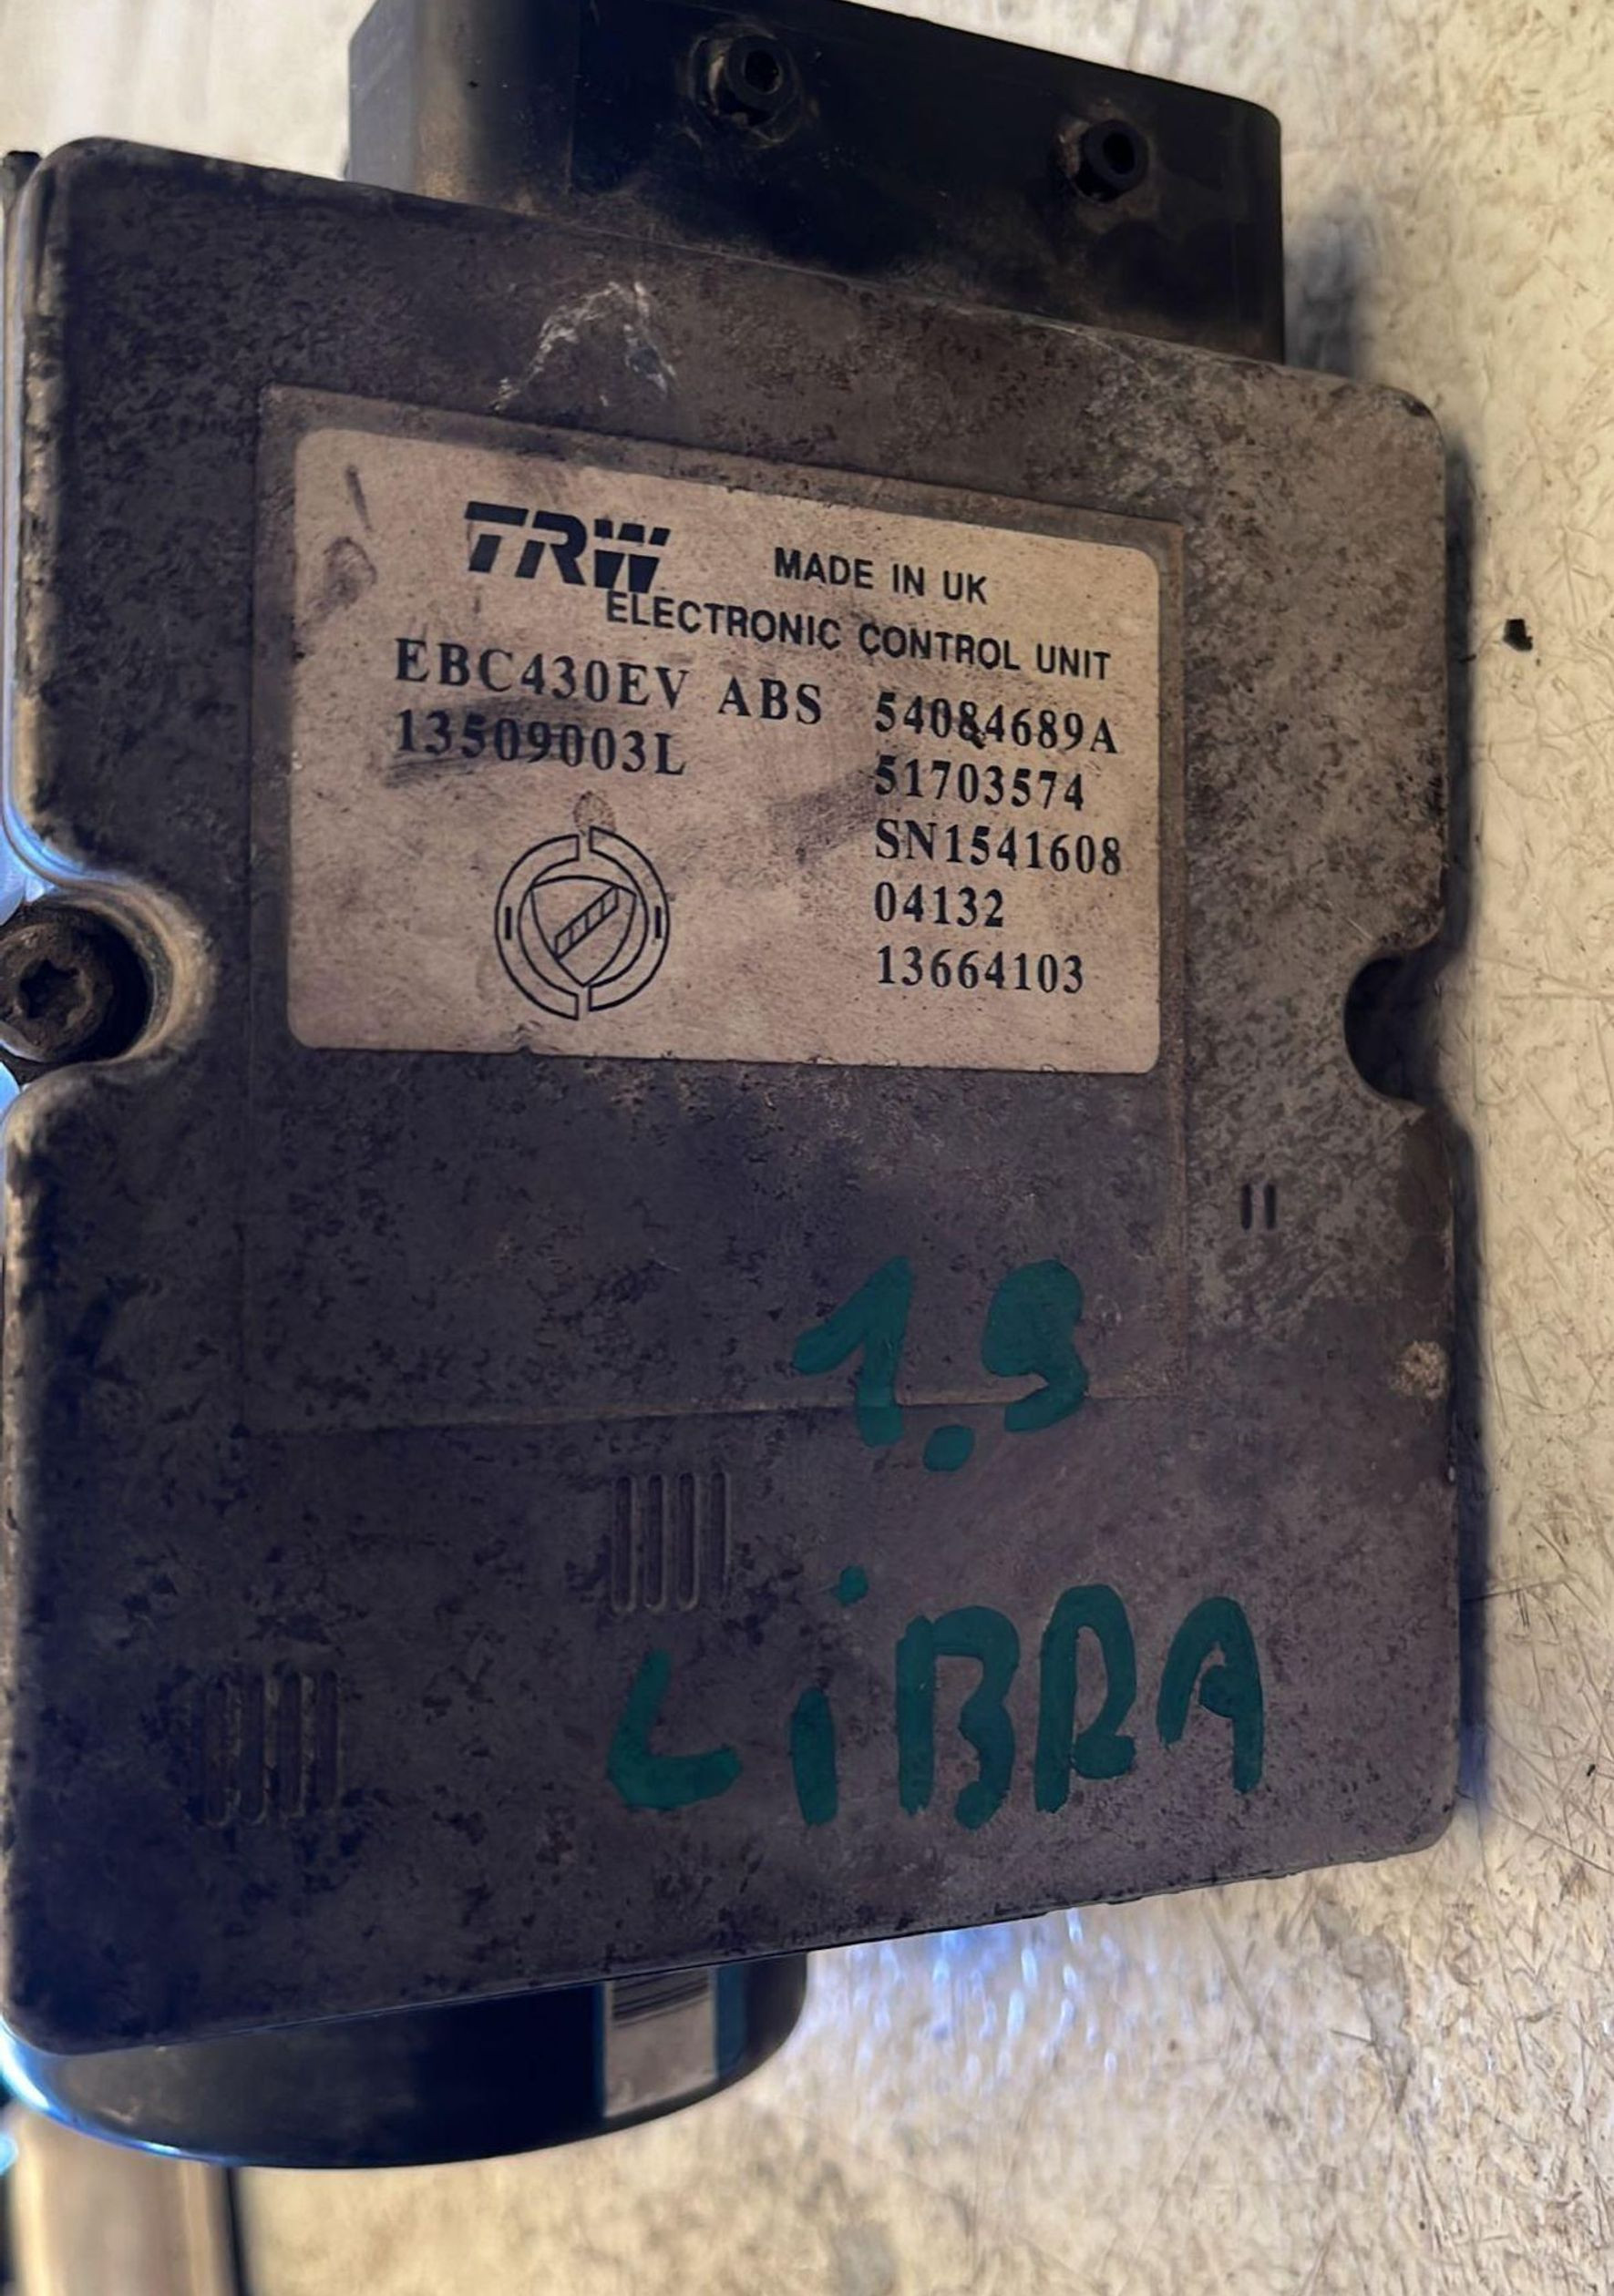 TRW MADE IN UK
ELECTRONIC CONTROL UNIT
EBC430EV ABS 54084689A
13509003L 51703574
SN1541608
04132
13664103
1.9
LiBRA